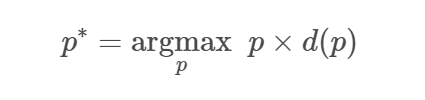 p* = argmax p × d(p)
p